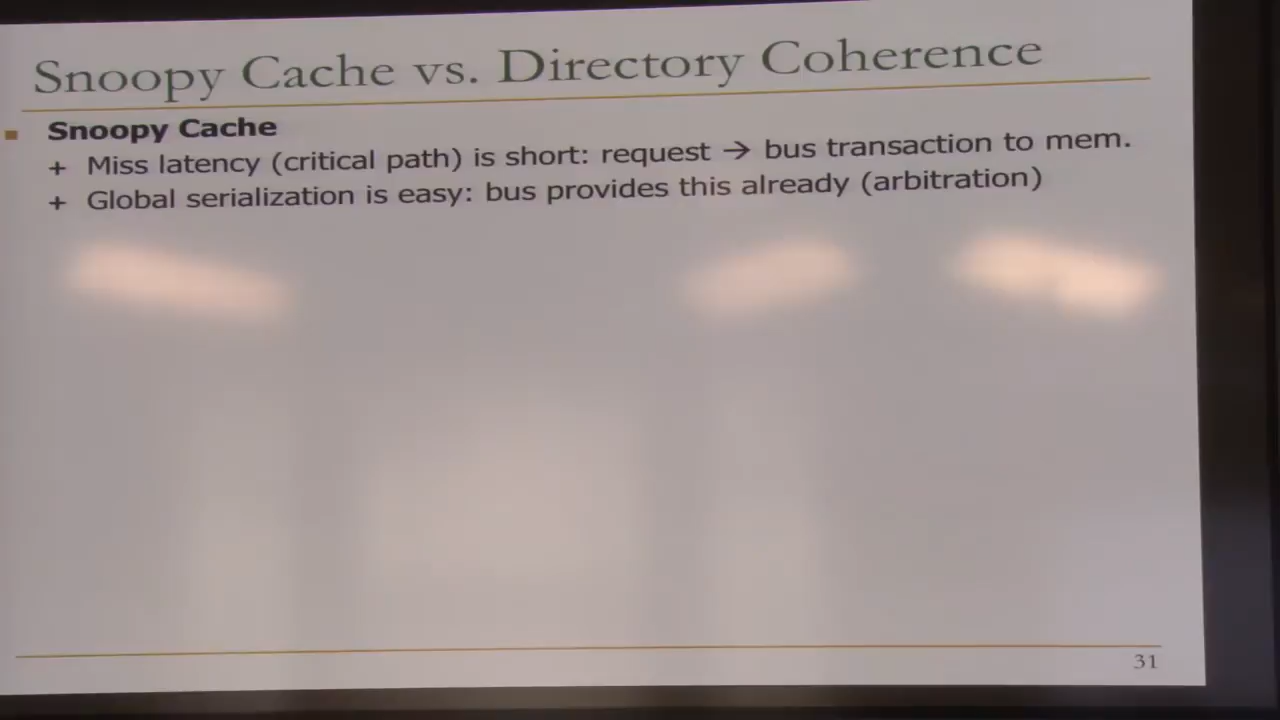 Snoopy Cache vs. Directory Coherence
Snoopy Cache
+ Miss latency (critical path) is short: request → bus transaction to mem.
+ Global serialization is easy: bus provides this already (arbitration)
31